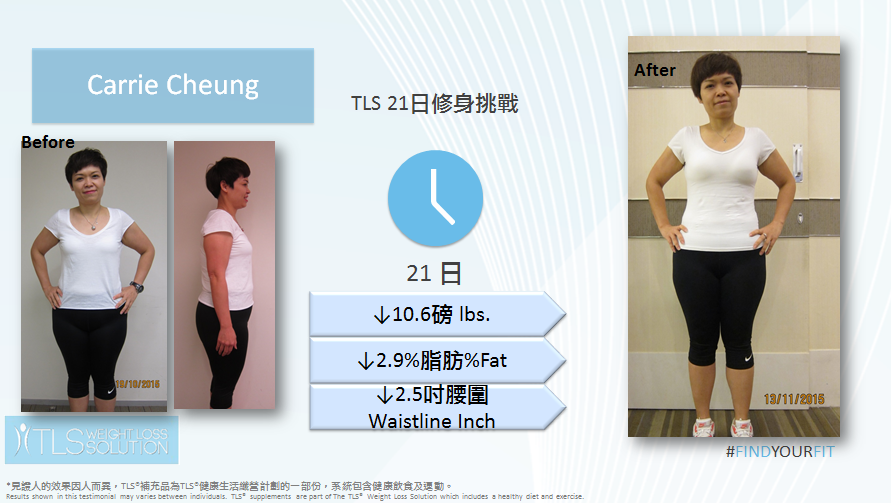 Carrie Cheung
TLS 21日修身挑戰
Before
After
21 日
↓10.6磅 lbs.
↓2.9%脂肪%Fat
↓2.5吋腰圍
Waistline Inch
13/11/2015
TLS WEIGHT LOSS
SOLUTION
#FINDYOURFIT
*見證人的效果因人而異，TLS®補充品為TLS®健康生活纖營計劃的一部份，系統包含健康飲食及運動。
Results shown in this testimonial may varies between individuals. TLS® supplements are part of The TLS® Weight Loss Solution which includes a healthy diet and exercise.